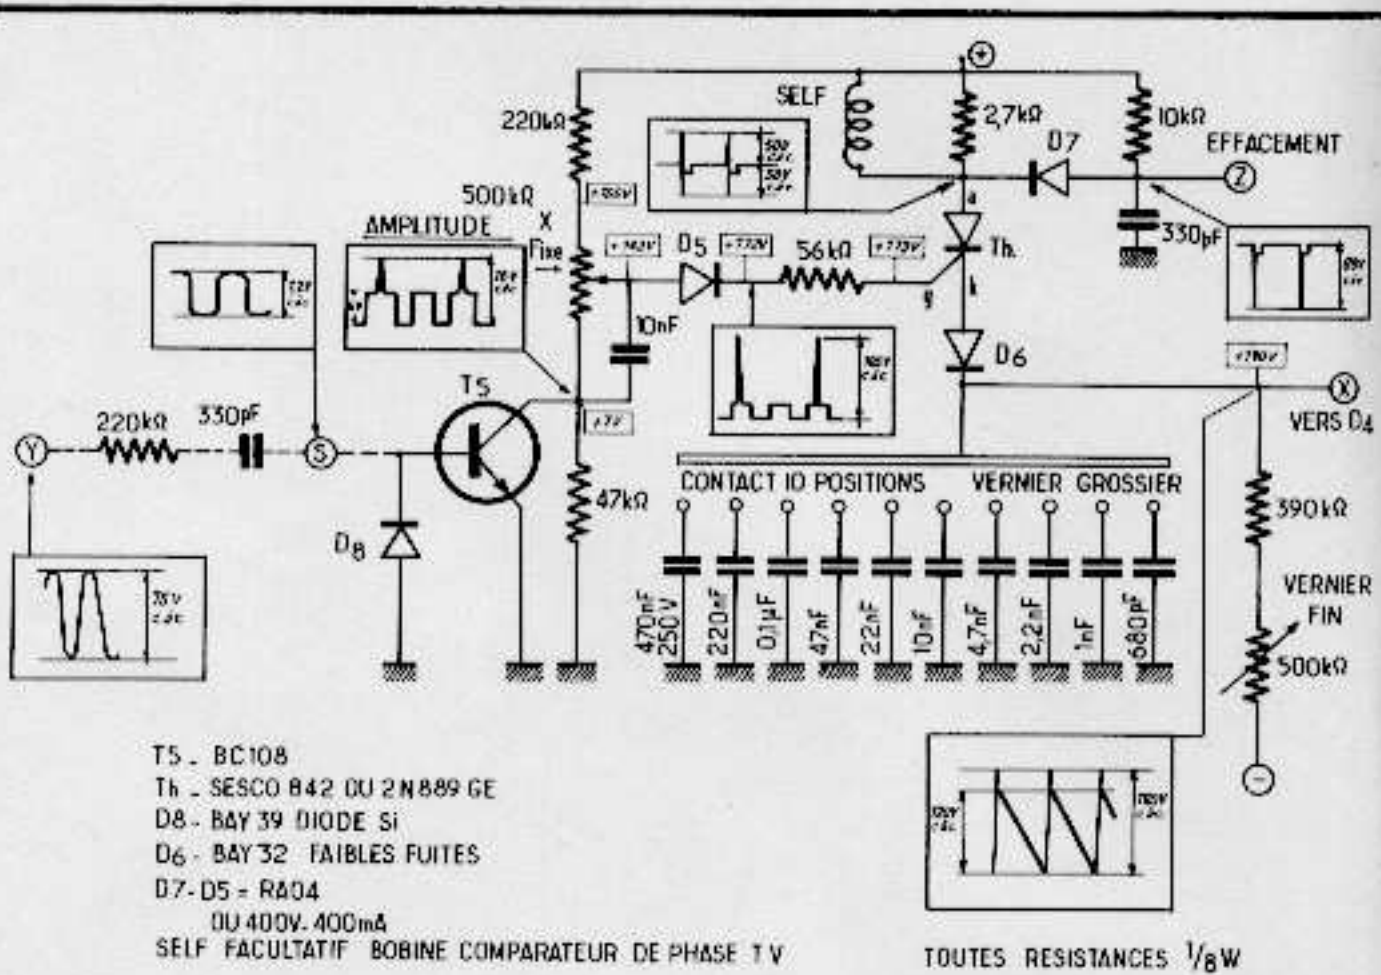 +
SELF
220kΩ
2,7kΩ
D7
10kΩ
EFFACEMENT
Z
500kΩ
X
Fixe
AMPLITUDE
D5
56kΩ
a
Th.
330pF
g
k
10nF
D6
T5
X
VERS D4
Y
220kΩ
330pF
S
+7V
CONTACT 10 POSITIONS
VERNIER GROSSIER
47kΩ
390kΩ
D8
75V
c.à.c
470nF
250V
220nF
0,1µF
47nF
22nF
10nF
4,7nF
2,2nF
1nF
680pF
VERNIER
FIN
500kΩ
-
T5 _ BC108
Th _ SESCO 842 OU 2N889 GE
D8 - BAY 39 DIODE Si
D6 - BAY 32 FAIBLES FUITES
D7 - D5 = RA04
OU 400V. 400mA
SELF FACULTATIF BOBINE COMPARATEUR DE PHASE TV
TOUTES RESISTANCES 1/8 W